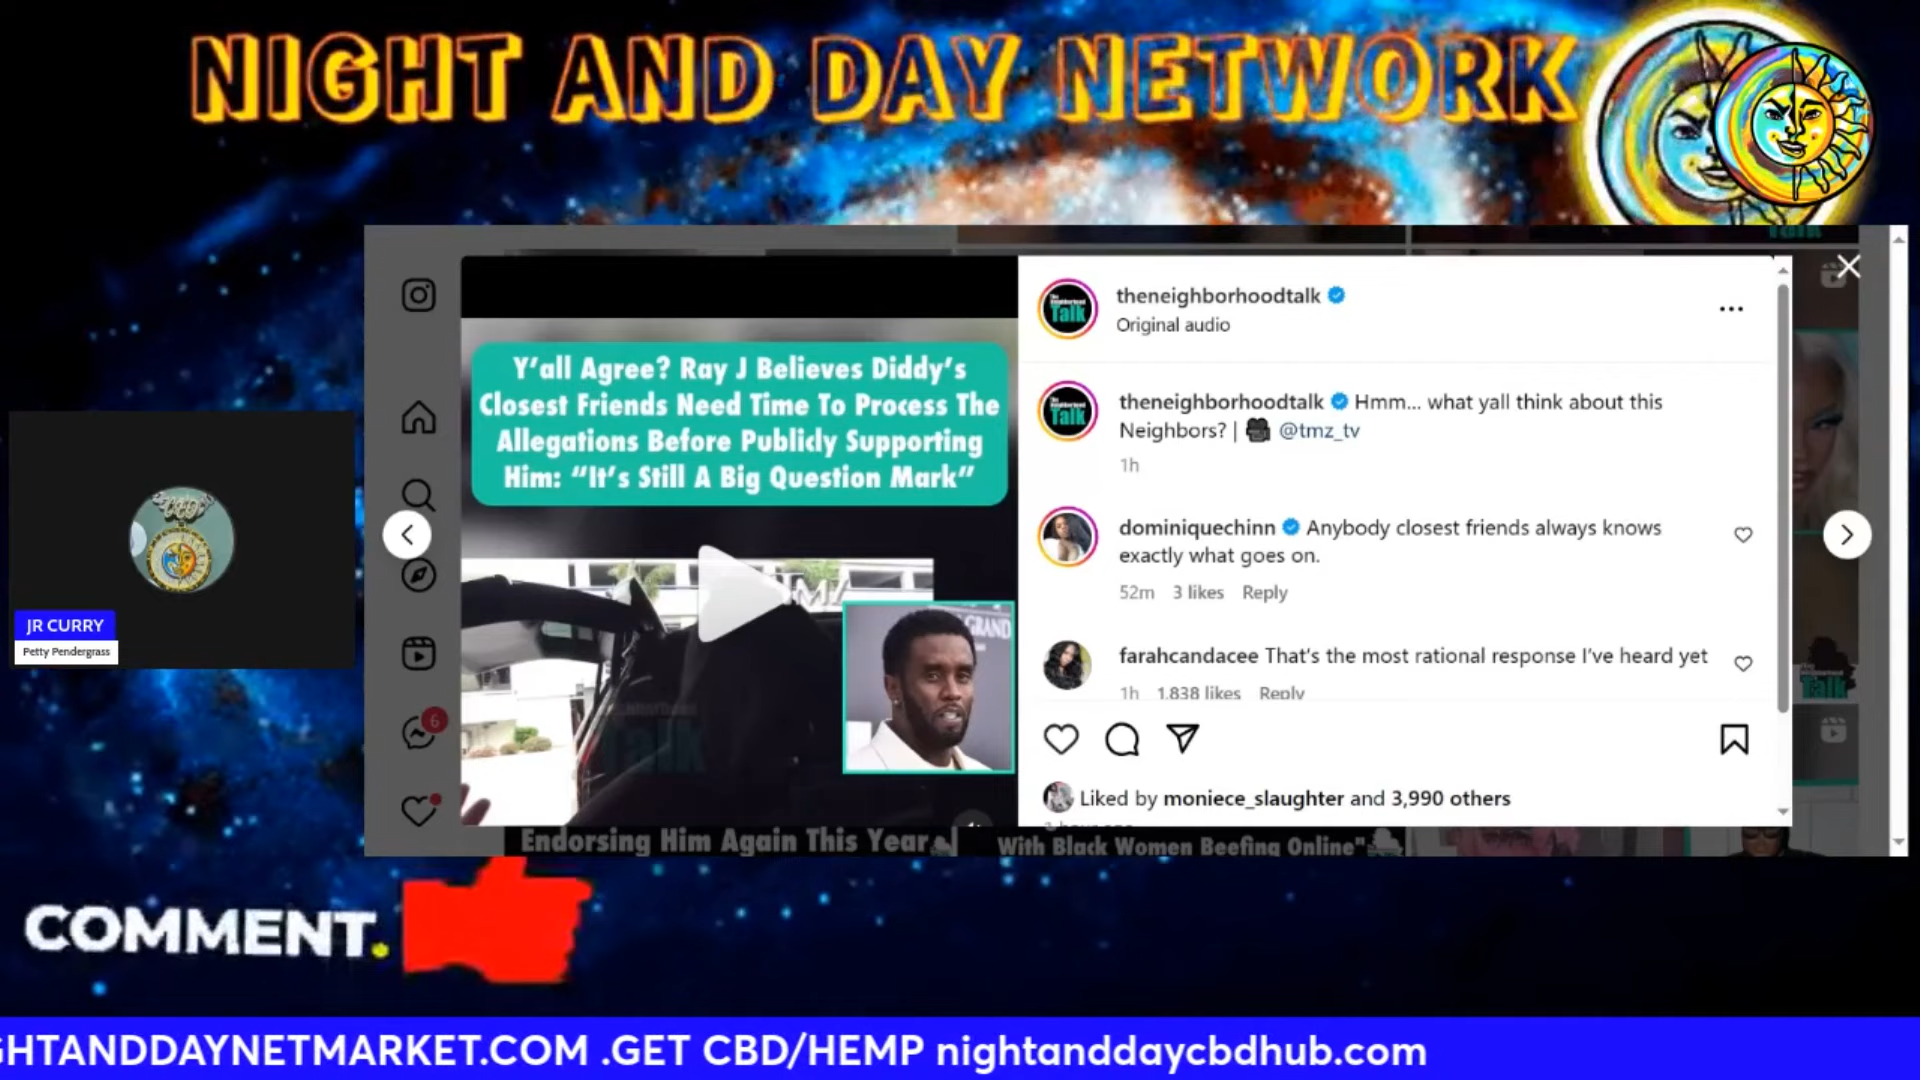 NIGHT AND DAY NETWORK
theneighborhoodtalk
Original audio
Y'all Agree? Ray J Believes Diddy's
Closest Friends Need Time To Process The
Allegations Before Publicly Supporting
Him: “It's Still A Big Question Mark”
theneighborhoodtalk Hmm... what yall think about this
Neighbors? | @tmz_tv
1h
dominiquechinn Anybody closest friends always knows
exactly what goes on.
52m 3 likes Reply
farahcandacee That's the most rational response I've heard yet
1h 1,838 likes Reply
Liked by moniece_slaughter and 3,990 others
GRAND
Talk
6
Endorsing Him Again This Year
With Black Women Beefing Online"
JR CURRY
Petty Pendergrass
COMMENT.
GHTANDDAYNETMARKET.COM .GET CBD/HEMP nightanddaycbdhub.com